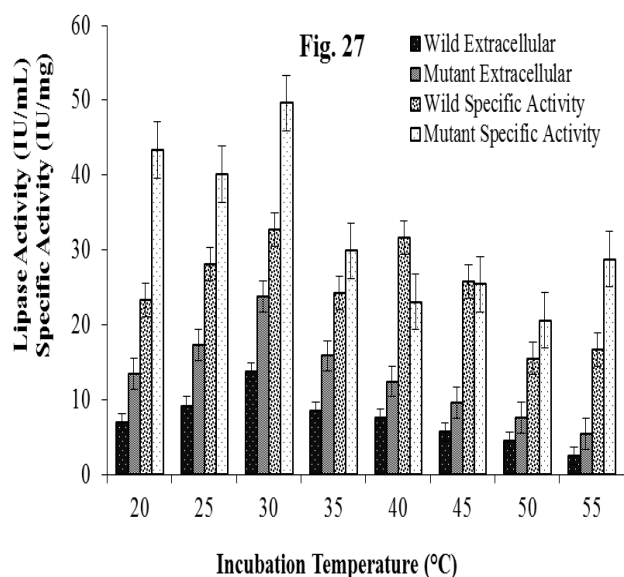 Fig. 27
Wild Extracellular
Mutant Extracellular
Wild Specific Activity
Mutant Specific Activity
Lipase Activity (IU/mL)
Specific Activity (IU/mg)
60
50
40
30
20
10
0
20 25 30 35 40 45 50 55
Incubation Temperature (°C)